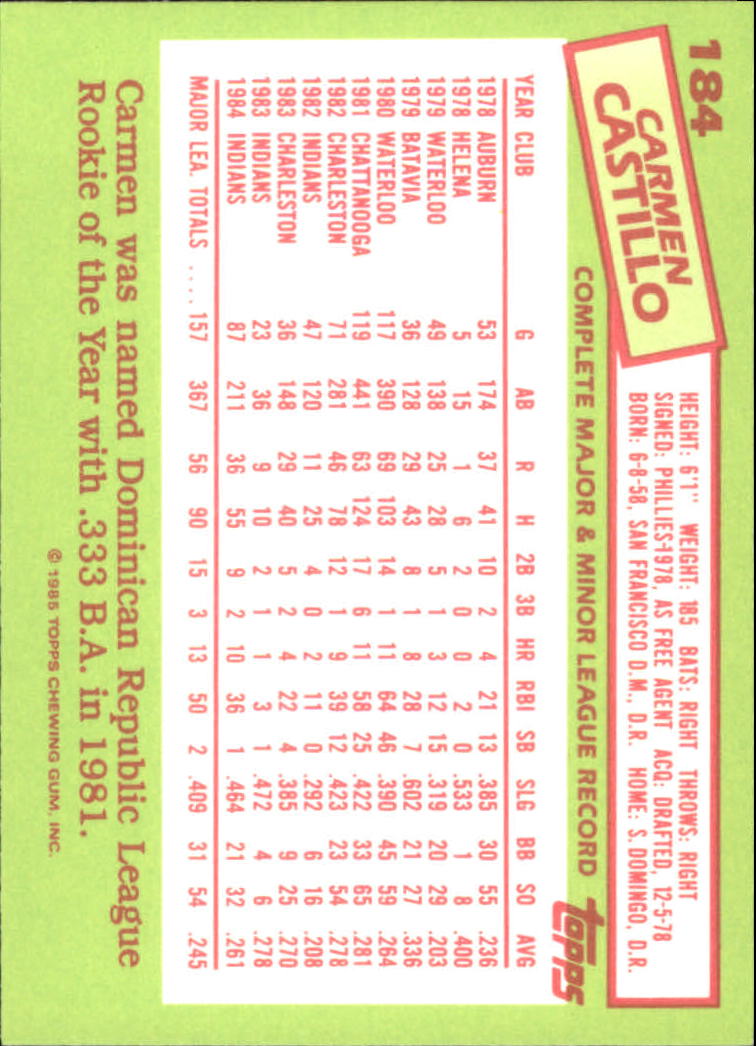 184
CARMEN
CASTILLO
HEIGHT: 6'1" WEIGHT: 185 BATS: RIGHT THROWS: RIGHT
SIGNED: PHILLIES-1978, AS FREE AGENT ACQ: DRAFTED, 12-5-78
BORN: 6-8-58, SAN FRANCISCO D.M., D.R. HOME: S. DOMINGO, D.R.
COMPLETE MAJOR & MINOR LEAGUE RECORD topps
YEAR CLUB G AB R H 2B 3B HR RBI SB SLG BB SO AVG
1978 AUBURN 53 174 37 41 10 2 4 21 13 .385 30 55 .236
1978 HELENA 5 15 1 6 2 0 0 2 0 .533 1 8 .400
1979 WATERLOO 49 138 25 28 5 1 3 12 15 .319 20 29 .203
1979 BATAVIA 36 128 29 43 8 1 8 28 7 .602 21 27 .336
1980 WATERLOO 117 390 69 103 14 1 11 64 46 .390 45 59 .264
1981 CHATTANOOGA 119 441 63 124 17 6 11 58 25 .422 33 65 .281
1982 CHARLESTON 71 281 46 78 12 1 9 39 12 .423 23 54 .278
1982 INDIANS 47 120 11 25 4 0 2 11 0 .292 6 16 .208
1983 CHARLESTON 36 148 29 40 5 2 4 22 4 .385 9 25 .270
1983 INDIANS 23 36 9 10 2 1 1 3 1 .472 4 6 .278
1984 INDIANS 87 211 36 55 9 2 10 36 1 .464 21 32 .261
MAJOR LEA. TOTALS .... 157 367 56 90 15 3 13 50 2 .409 31 54 .245
Carmen was named Dominican Republic League
Rookie of the Year with .333 B.A. in 1981.
© 1985 TOPPS CHEWING GUM, INC.